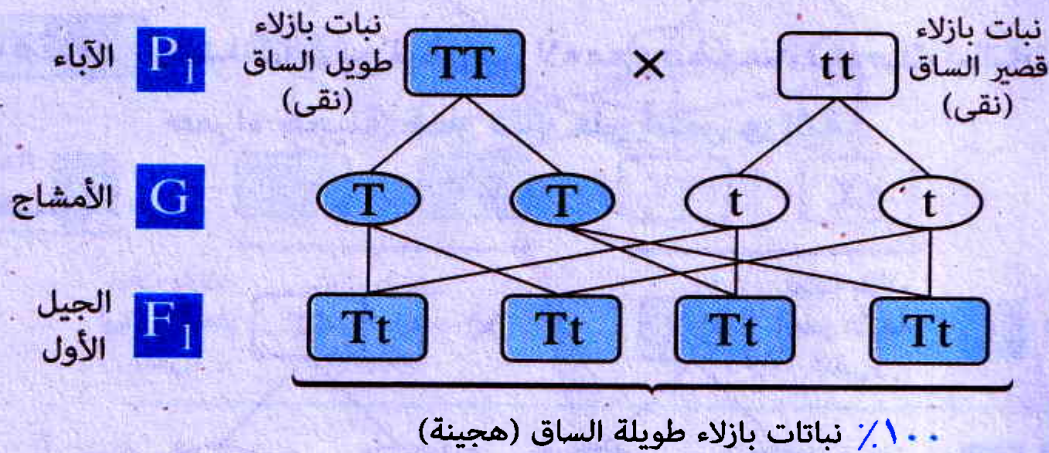 الآباء P1
نبات بازلاء
طويل الساق
(نقى)
TT × tt
نبات بازلاء
قصير الساق
(نقى)
الأمشاج G T T t t
الجيل
الأول
F1 Tt Tt Tt Tt
١٠٠٪ نباتات بازلاء طويلة الساق (هجينة)